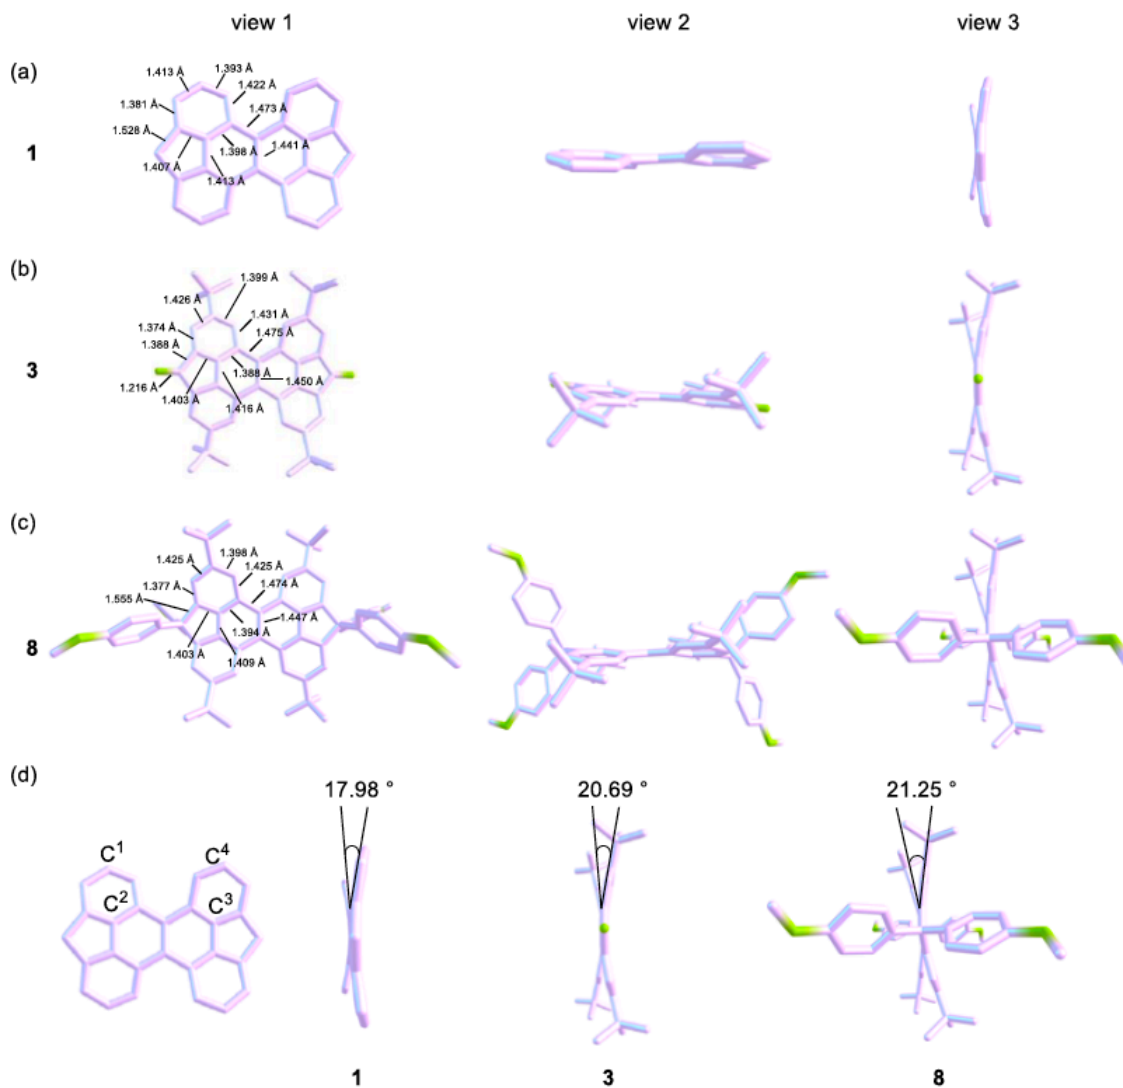 view 1 view 2 view 3
(a)
1.413 Å 1.393 Å
1.422 Å
1.381 Å 1.473 Å
1.528 Å
1 1.398 Å 1.441 Å
1.407 Å
1.413 Å
(b)
1.399 Å
1.426 Å
1.431 Å
1.374 Å 1.475 Å
1.388 Å
3 1.388 Å 1.450 Å
1.216 Å
1.403 Å 1.416 Å
(c)
1.398 Å
1.425 Å 1.425 Å
1.377 Å 1.474 Å
1.555 Å
1.447 Å
8 1.394 Å
1.403 Å 1.409 Å
(d)
17.98 ° 20.69 ° 21.25 °
C1 C4
C2 C3
1 3 8